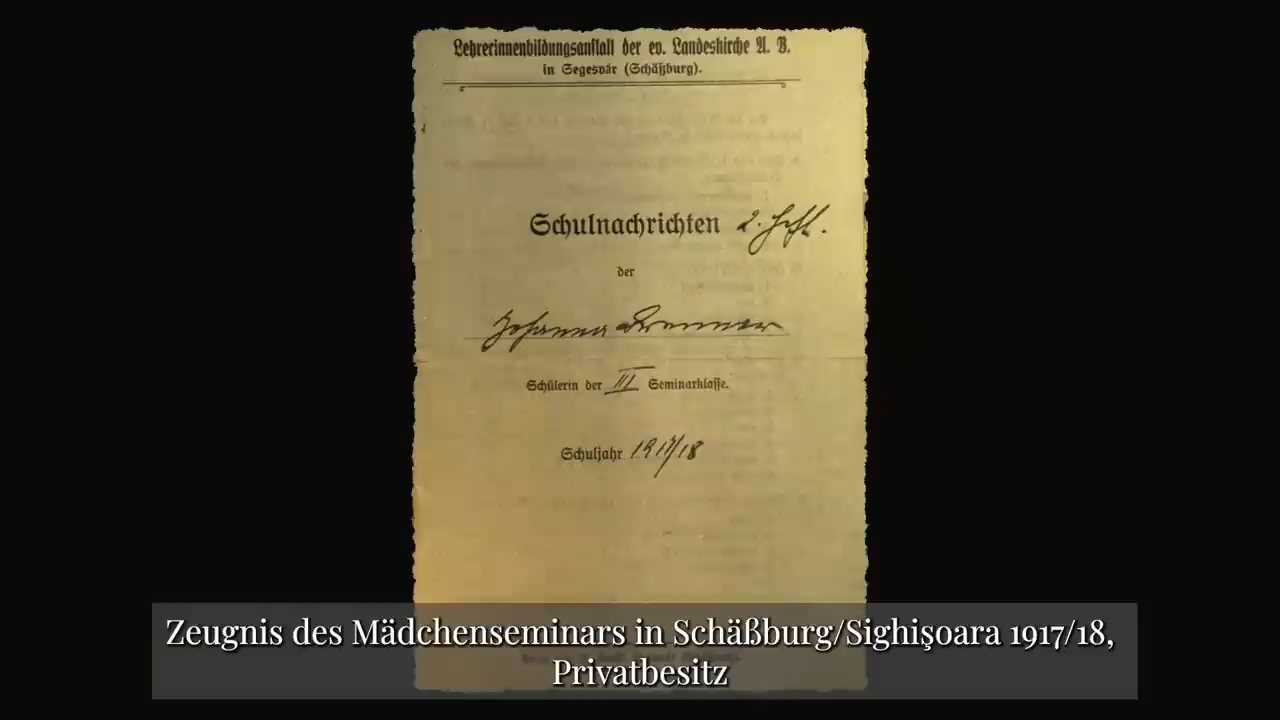 Lehrerinnenbildungsanstalt der ev. Landeskirche A. B.
in Segesvár (Schäßburg).
Schulnachrichten 2. Heft.
der
Johanna
Schülerin der III Seminarklasse.
Schuljahr 1917/18
Zeugnis des Mädchenseminars in Schäßburg/Sighişoara 1917/18,
Privatbesitz